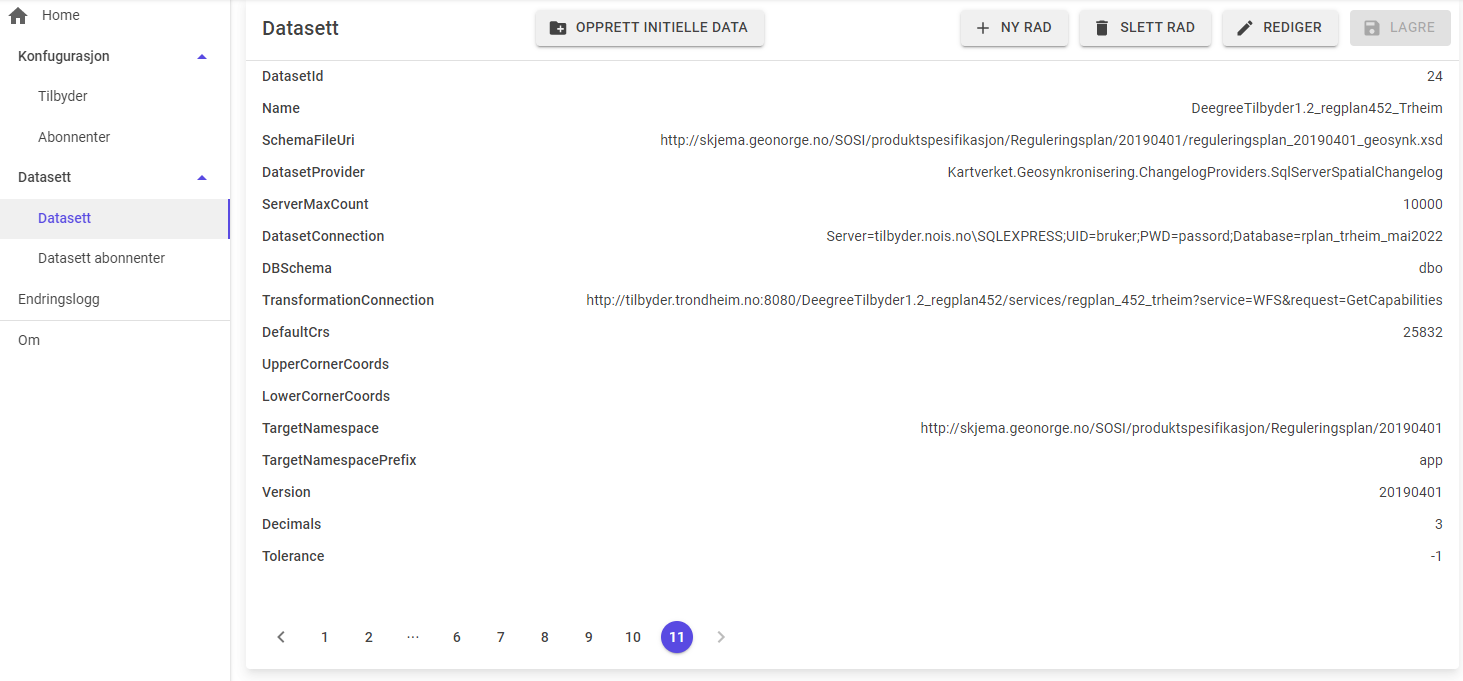 Home
Konfugurasjon
Tilbyder
Abonnenter
Datasett
Datasett
Datasett abonnenter
Endringslogg
Om
Datasett
OPPRETT INITIELLE DATA
NY RAD
SLETT RAD
REDIGER
LAGRE
DatasetId 24
Name DeegreeTilbyder1.2_regplan452_Trheim
SchemaFileUri http://skjema.geonorge.no/SOSI/produktspesifikasjon/Reguleringsplan/20190401/reguleringsplan_20190401_geosynk.xsd
DatasetProvider Kartverket.Geosynkronisering.ChangelogProviders.SqlServerSpatialChangelog
ServerMaxCount 10000
DatasetConnection Server=tilbyder.nois.no\SQLEXPRESS;UID=bruker;PWD=passord;Database=rplan_trheim_mai2022
DBSchema dbo
TransformationConnection http://tilbyder.trondheim.no:8080/DeegreeTilbyder1.2_regplan452/services/regplan_452_trheim?service=WFS&request=GetCapabilities
DefaultCrs 25832
UpperCornerCoords
LowerCornerCoords
TargetNamespace http://skjema.geonorge.no/SOSI/produktspesifikasjon/Reguleringsplan/20190401
TargetNamespacePrefix app
Version 20190401
Decimals 3
Tolerance -1
1 2 ... 6 7 8 9 10 11